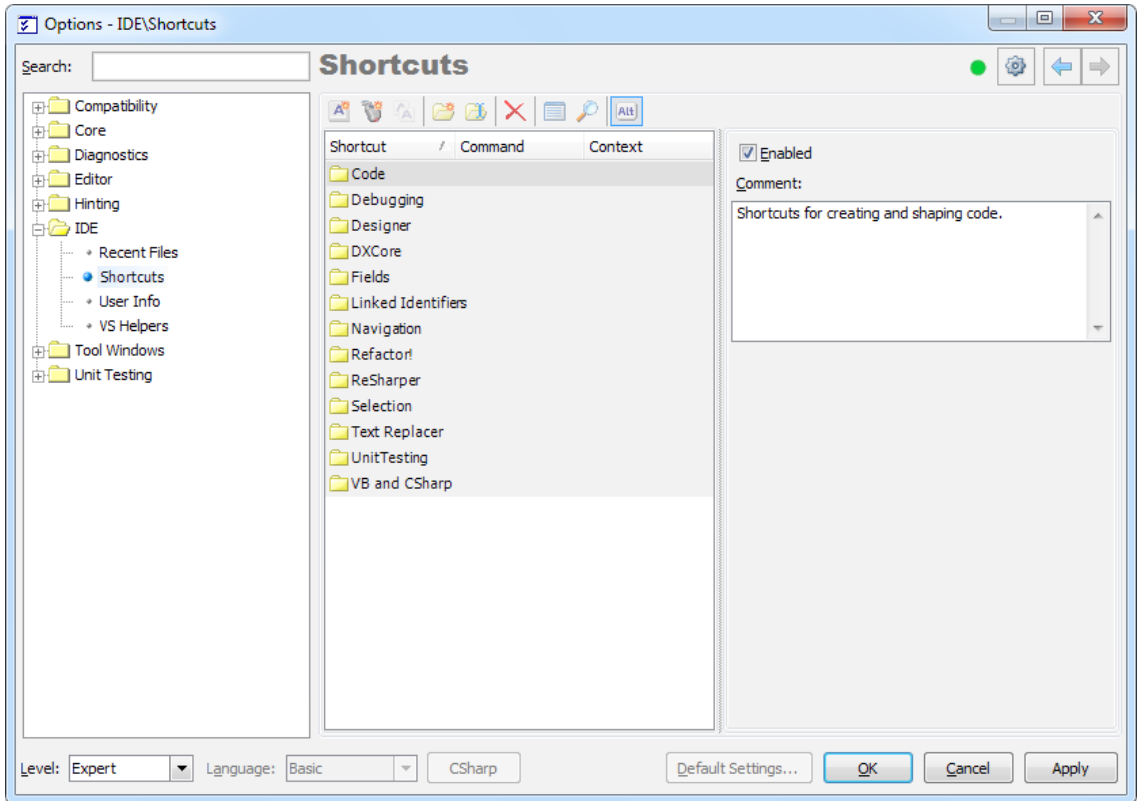 Options - IDE\Shortcuts
Search:
Shortcuts
Compatibility
Core
Diagnostics
Editor
Hinting
IDE
Recent Files
Shortcuts
User Info
VS Helpers
Tool Windows
Unit Testing
Alt
Shortcut / Command Context
Code
Debugging
Designer
DXCore
Fields
Linked Identifiers
Navigation
Refactor!
ReSharper
Selection
Text Replacer
UnitTesting
VB and CSharp
Enabled
Comment:
Shortcuts for creating and shaping code.
Level: Expert Language: Basic CSharp Default Settings... OK Cancel Apply